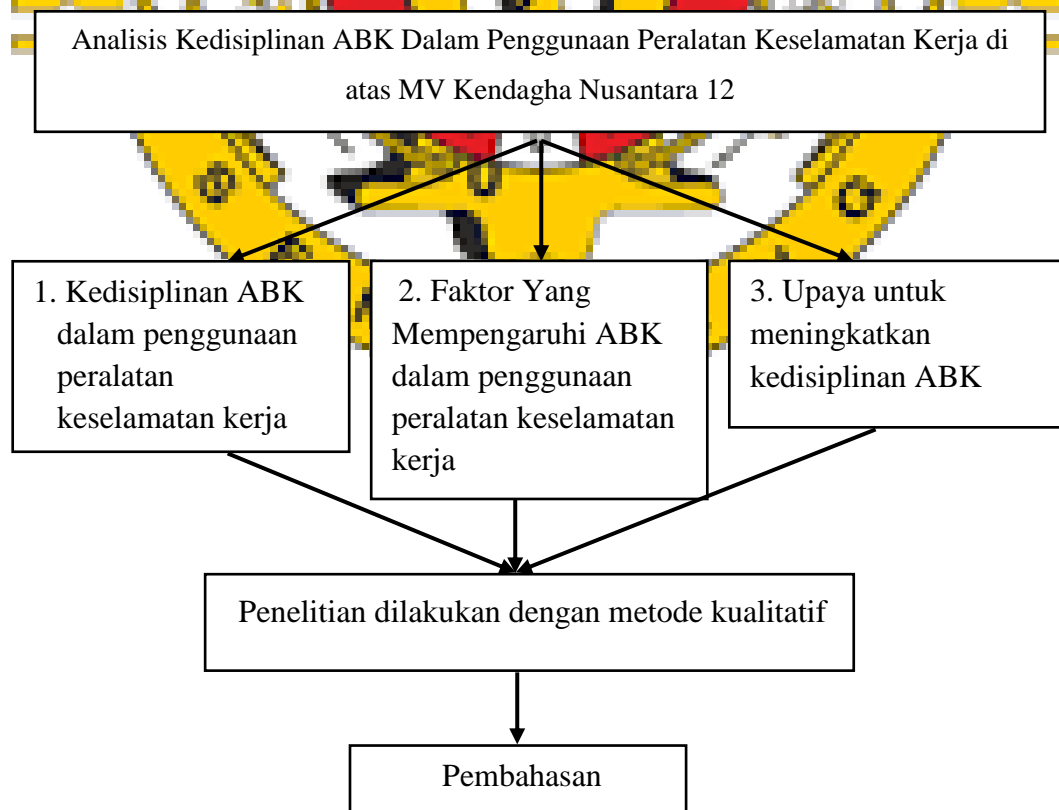 Analisis Kedisiplinan ABK Dalam Penggunaan Peralatan Keselamatan Kerja di
atas MV Kendagha Nusantara 12
1. Kedisiplinan ABK
dalam penggunaan
peralatan
keselamatan kerja
2. Faktor Yang
Mempengaruhi ABK
dalam penggunaan
peralatan keselamatan
kerja
3. Upaya untuk
meningkatkan
kedisiplinan ABK
Penelitian dilakukan dengan metode kualitatif
Pembahasan